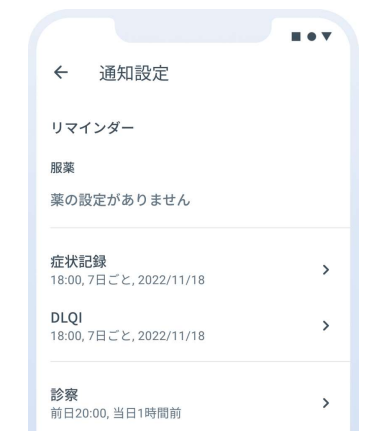 通知設定
リマインダー
服薬
薬の設定がありません
症状記録
18:00, 7日ごと, 2022/11/18
DLQI
18:00, 7日ごと, 2022/11/18
診察
前日20:00, 当日1時間前